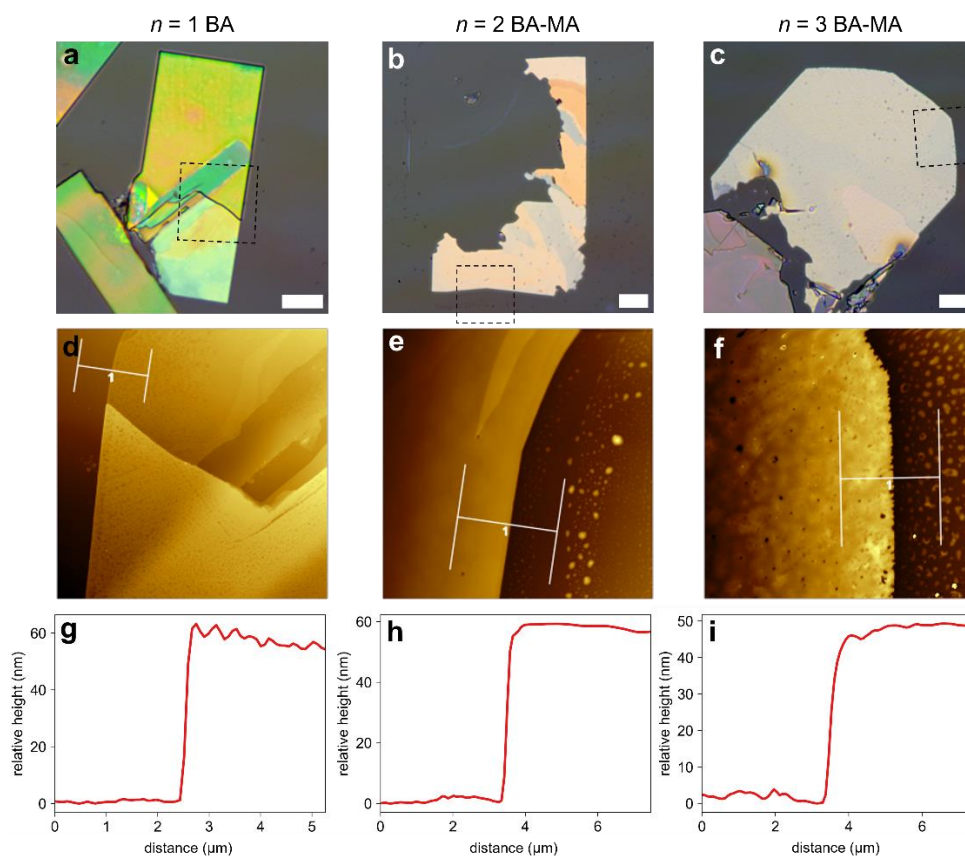 n = 1 BA
n = 2 BA-MA
n = 3 BA-MA
a
b
c
d
1
e
1
f
1
g
relative height (nm)
60
40
20
0
0 1 2 3 4 5
distance (µm)
h
relative height (nm)
60
40
20
0
0 2 4 6
distance (µm)
i
relative height (nm)
50
40
30
20
10
0
0 2 4 6
distance (µm)